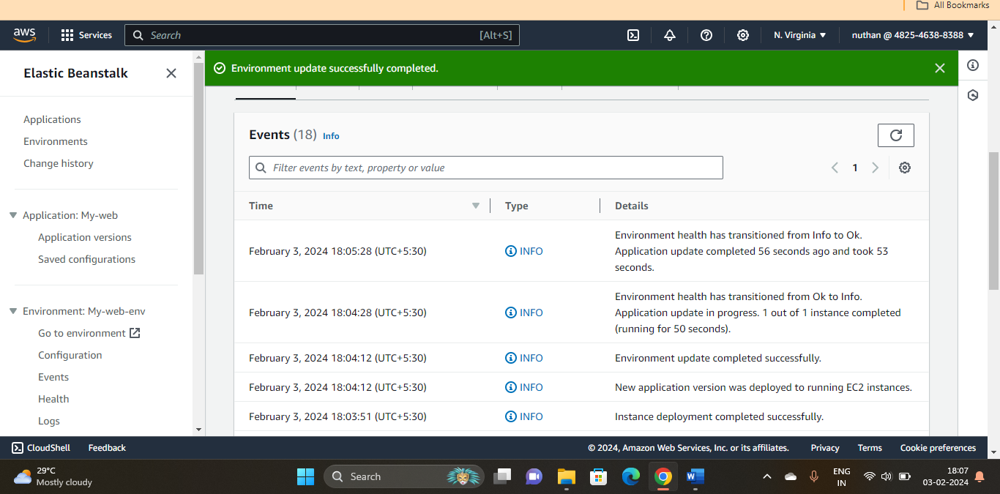 All Bookmarks
aws
Services
Search
[Alt+S]
N. Virginia
nuthan @ 4825-4638-8388
Elastic Beanstalk
Applications
Environments
Change history
Application: My-web
Application versions
Saved configurations
Environment: My-web-env
Go to environment
Configuration
Events
Health
Logs
Environment update successfully completed.
Events (18) Info
Filter events by text, property or value
1
Time Type Details
February 3, 2024 18:05:28 (UTC+5:30) INFO Environment health has transitioned from Info to Ok.
Application update completed 56 seconds ago and took 53
seconds.
February 3, 2024 18:04:28 (UTC+5:30) INFO Environment health has transitioned from Ok to Info.
Application update in progress. 1 out of 1 instance completed
(running for 50 seconds).
February 3, 2024 18:04:12 (UTC+5:30) INFO Environment update completed successfully.
February 3, 2024 18:04:12 (UTC+5:30) INFO New application version was deployed to running EC2 instances.
February 3, 2024 18:03:51 (UTC+5:30) INFO Instance deployment completed successfully.
CloudShell Feedback © 2024, Amazon Web Services, Inc. or its affiliates. Privacy Terms Cookie preferences
29°C
Mostly cloudy
Search
W
ENG
IN
18:07
03-02-2024